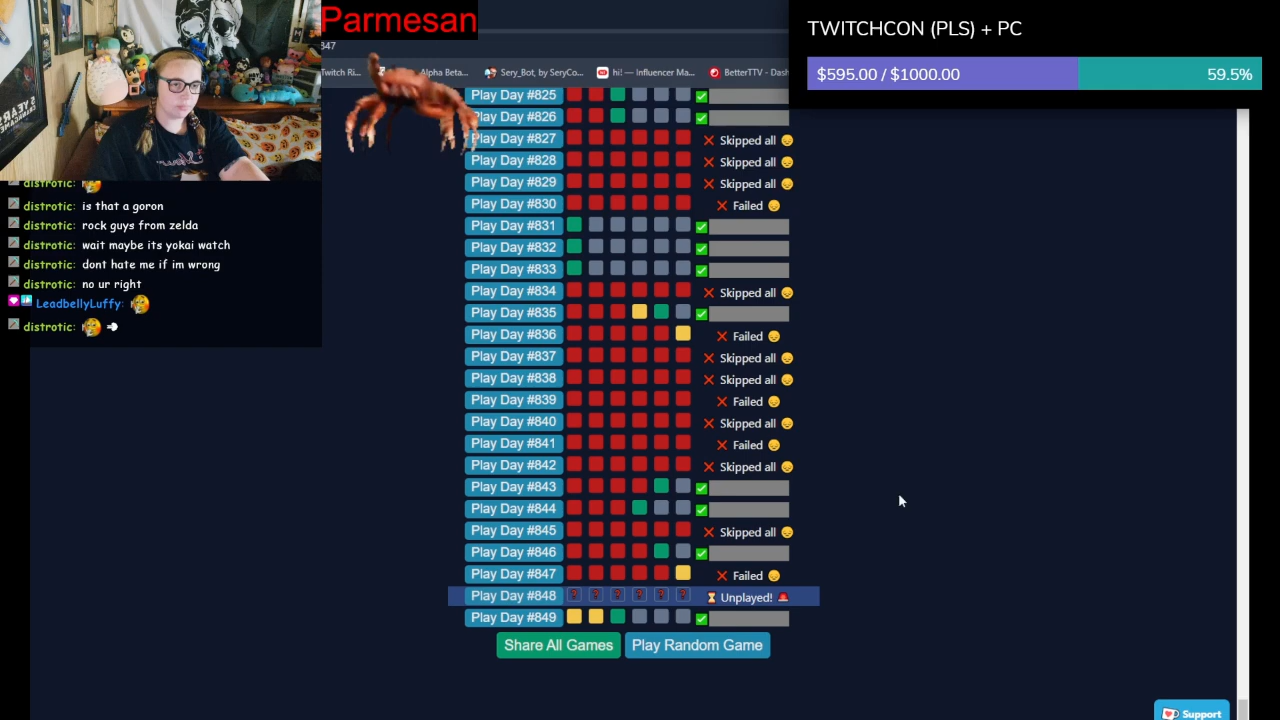 Parmesan
TWITCHCON (PLS) + PC
$595.00 / $1000.00 59.5%
347
Twitch Ri...
Alpha Beta...
Sery_Bot, by SeryCo...
hi! — Influencer Ma...
BetterTTV - Dash
distrotic:
distrotic: is that a goron
distrotic: rock guys from zelda
distrotic: wait maybe its yokai watch
distrotic: dont hate me if im wrong
distrotic: no ur right
LeadbellyLuffy:
distrotic:
Play Day #825
Play Day #826
Play Day #827 Skipped all
Play Day #828 Skipped all
Play Day #829 Skipped all
Play Day #830 Failed
Play Day #831
Play Day #832
Play Day #833
Play Day #834 Skipped all
Play Day #835
Play Day #836 Failed
Play Day #837 Skipped all
Play Day #838 Skipped all
Play Day #839 Failed
Play Day #840 Skipped all
Play Day #841 Failed
Play Day #842 Skipped all
Play Day #843
Play Day #844
Play Day #845 Skipped all
Play Day #846
Play Day #847 Failed
Play Day #848 Unplayed!
Play Day #849
Share All Games
Play Random Game
Support